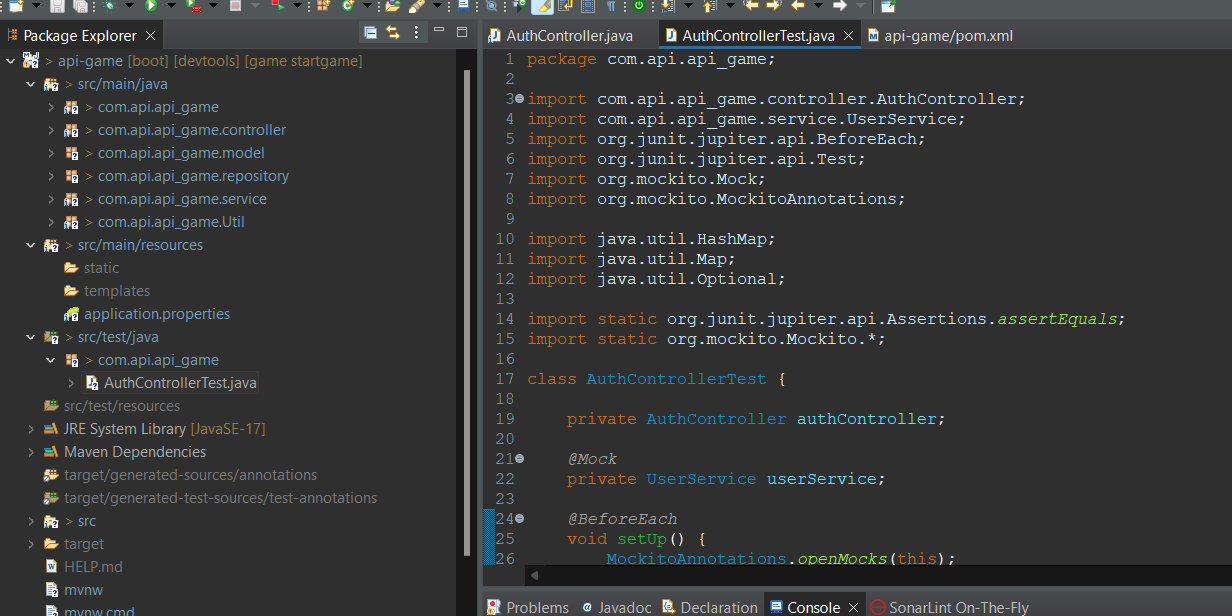 Package Explorer
> api-game [boot] [devtools] [game startgame]
> src/main/java
> com.api.api_game
> com.api.api_game.controller
> com.api.api_game.model
> com.api.api_game.repository
> com.api.api_game.service
> com.api.api_game.Util
> src/main/resources
static
templates
application.properties
> src/test/java
> com.api.api_game
AuthControllerTest.java
src/test/resources
JRE System Library [JavaSE-17]
Maven Dependencies
target/generated-sources/annotations
target/generated-test-sources/test-annotations
> src
target
HELP.md
mvnw
mvnw.cmd
AuthController.java AuthControllerTest.java api-game/pom.xml
1 package com.api.api_game;
2
3 import com.api.api_game.controller.AuthController;
4 import com.api.api_game.service.UserService;
5 import org.junit.jupiter.api.BeforeEach;
6 import org.junit.jupiter.api.Test;
7 import org.mockito.Mock;
8 import org.mockito.MockitoAnnotations;
9
10 import java.util.HashMap;
11 import java.util.Map;
12 import java.util.Optional;
13
14 import static org.junit.jupiter.api.Assertions.assertEquals;
15 import static org.mockito.Mockito.*;
16
17 class AuthControllerTest {
18
19 private AuthController authController;
20
21 @Mock
22 private UserService userService;
23
24 @BeforeEach
25 void setUp() {
26 MockitoAnnotations.openMocks(this);
Problems Javadoc Declaration Console SonarLint On-The-Fly